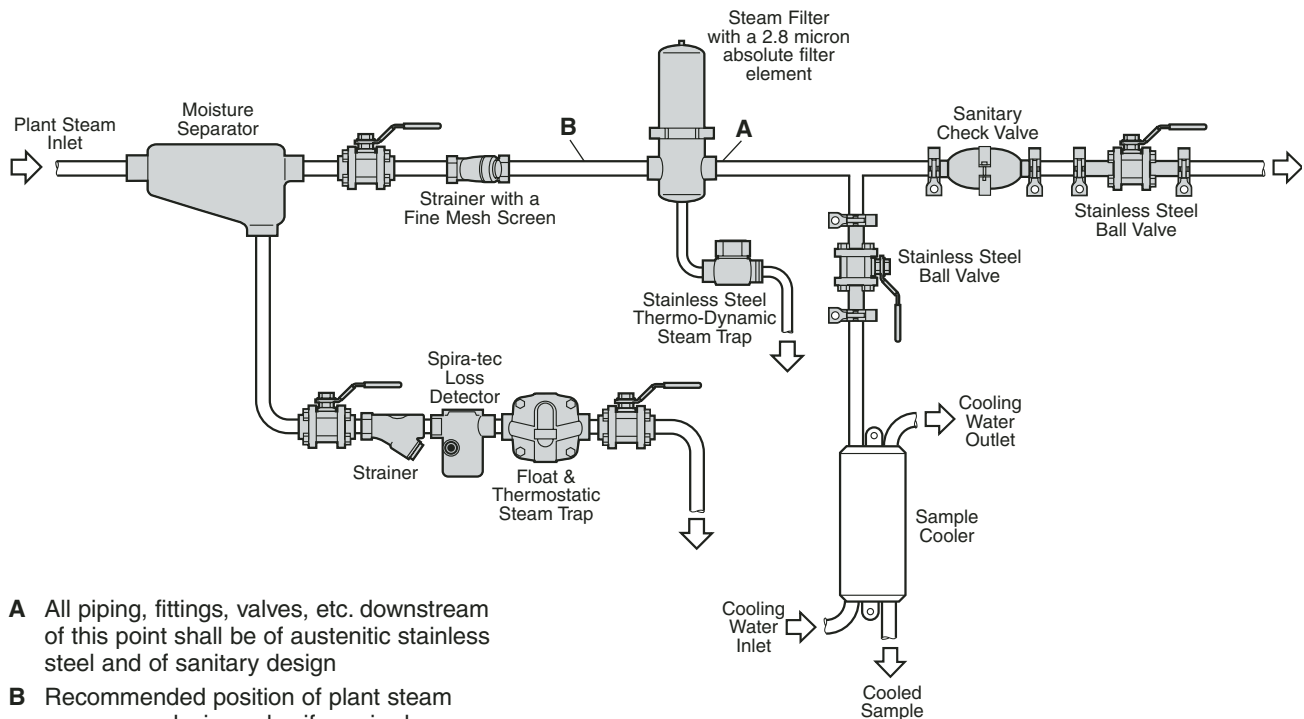 Steam Filter
with a 2.8 micron
absolute filter
element
Plant Steam
Inlet
Moisture
Separator
B
A
Sanitary
Check Valve
Strainer with a
Fine Mesh Screen
Stainless Steel
Ball Valve
Stainless Steel
Ball Valve
Stainless Steel
Thermo-Dynamic
Steam Trap
Spira-tec
Loss
Detector
Cooling
Water
Outlet
Strainer
Float &
Thermostatic
Steam Trap
Sample
Cooler
Cooling
Water
Inlet
Cooled
Sample
A All piping, fittings, valves, etc. downstream
of this point shall be of austenitic stainless
steel and of sanitary design
B Recommended position of plant steam